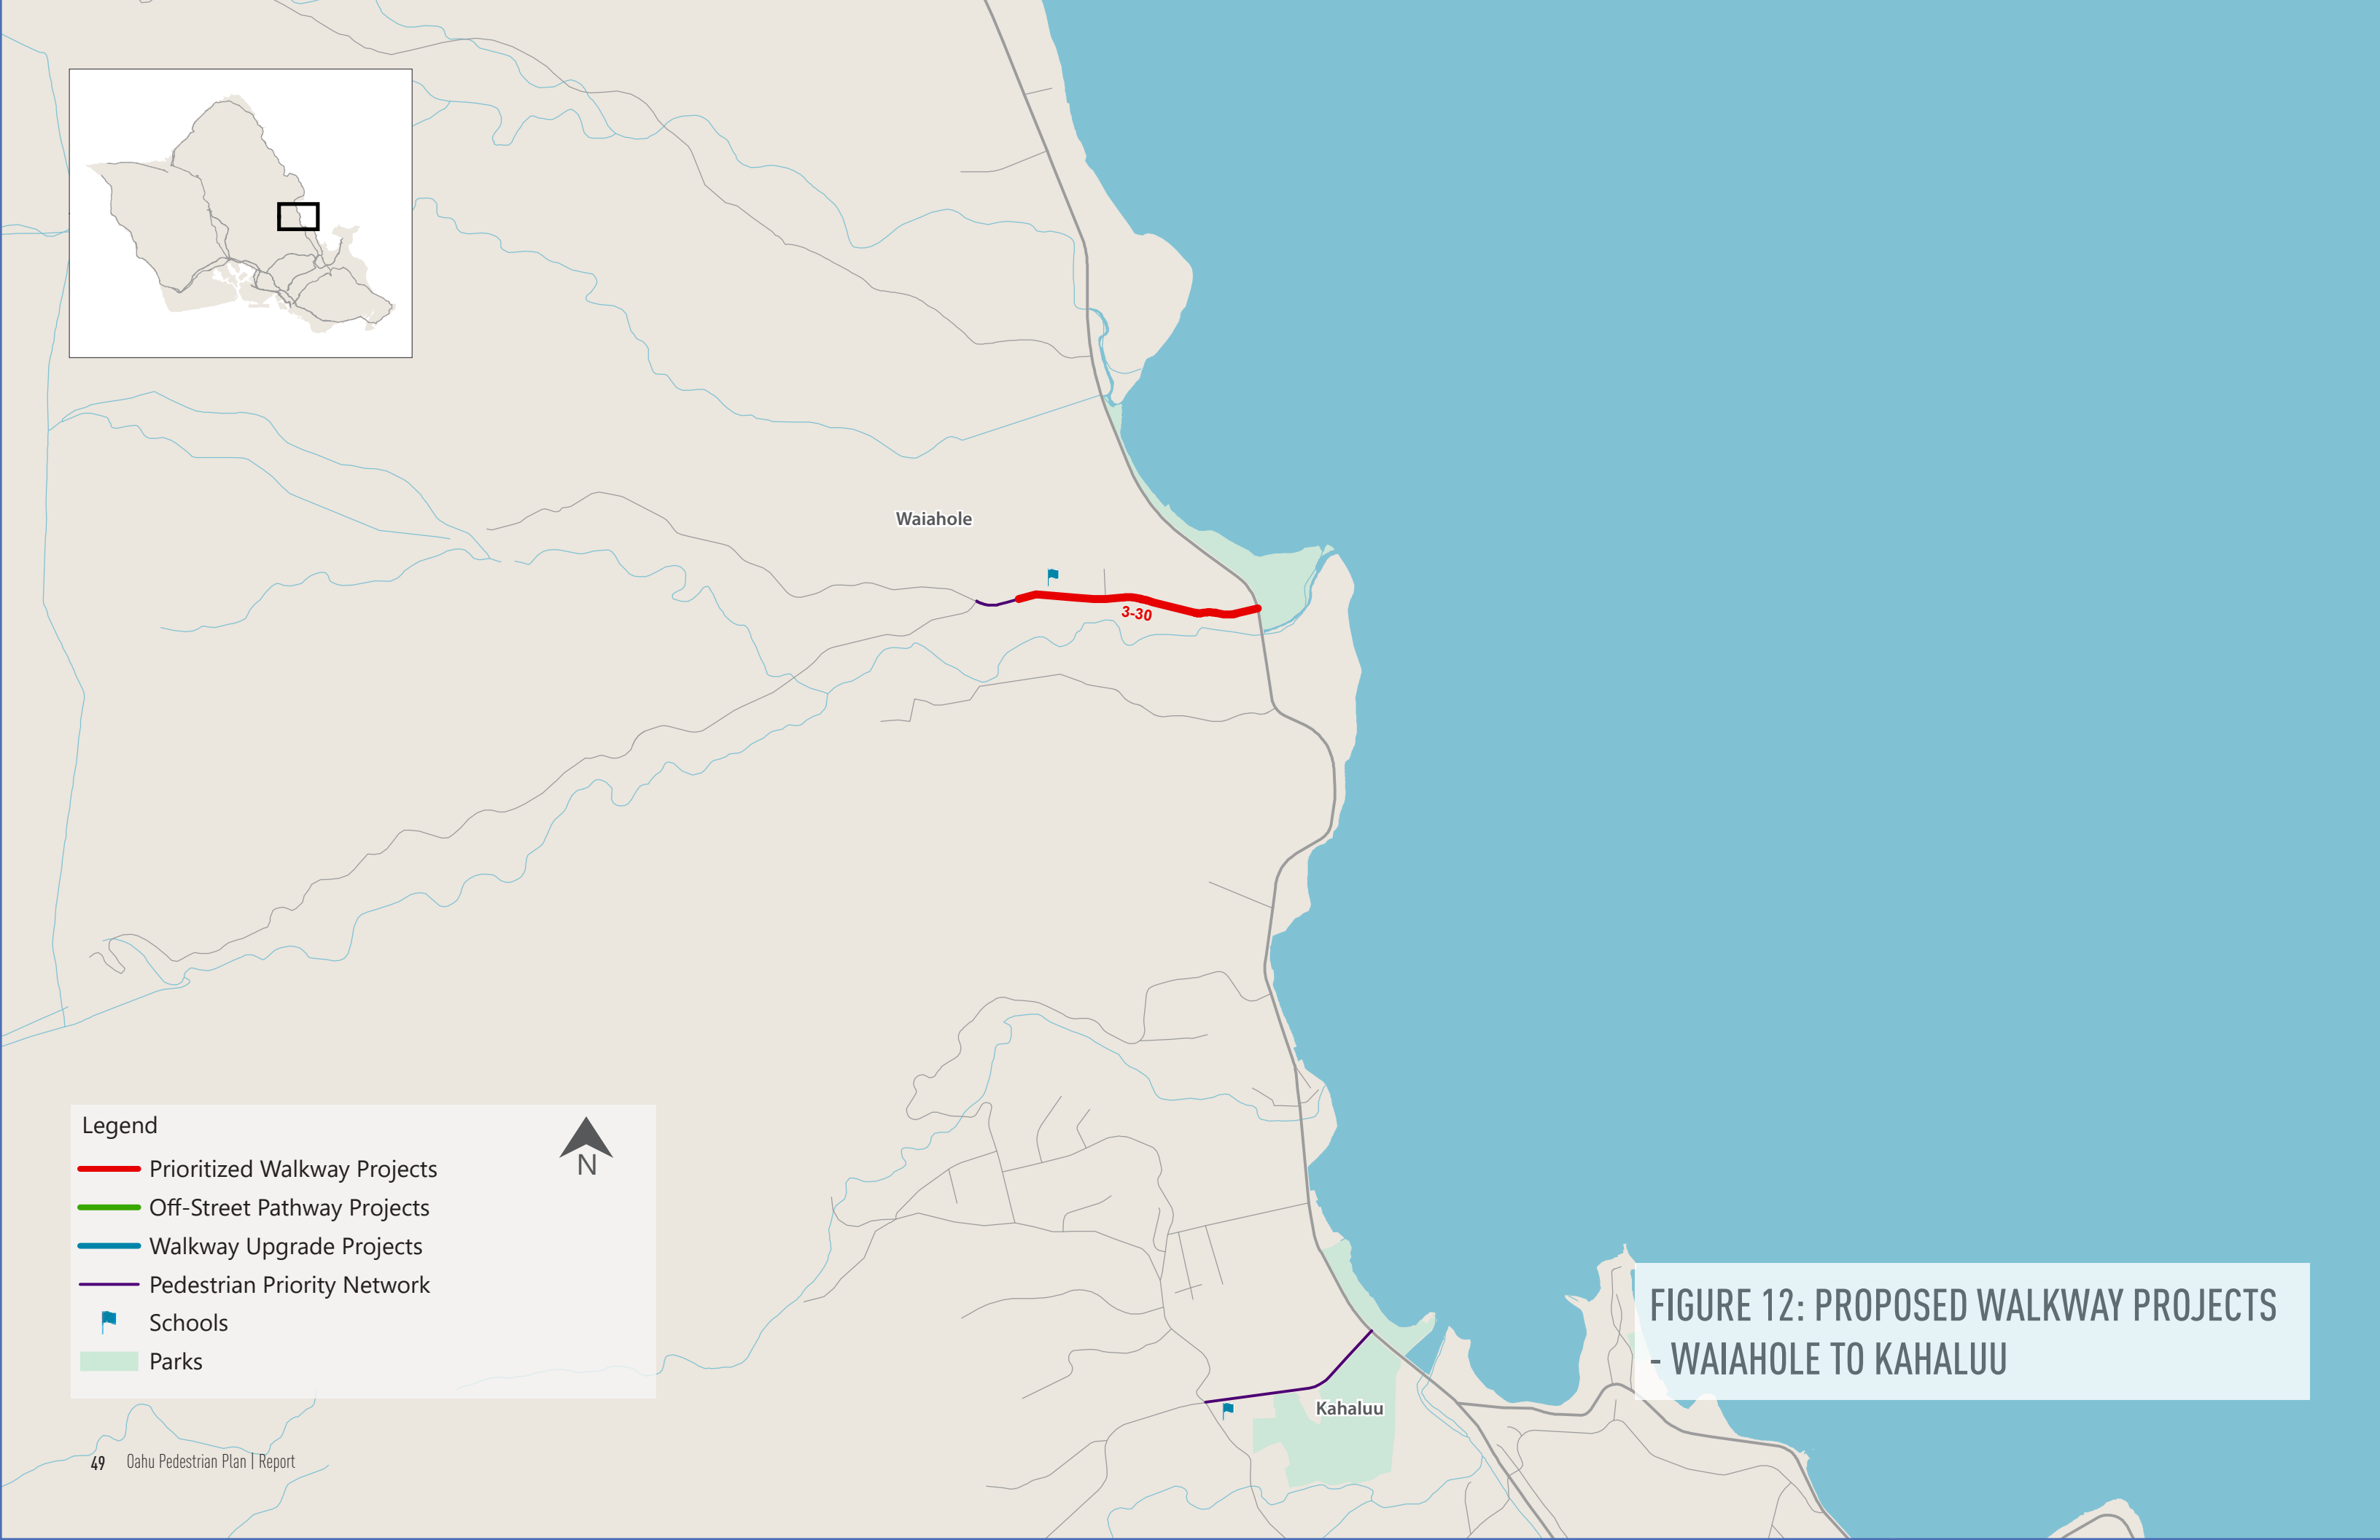 Waiahole
3-30
Legend
N
Prioritized Walkway Projects
Off-Street Pathway Projects
Walkway Upgrade Projects
Pedestrian Priority Network
Schools
Parks
FIGURE 12: PROPOSED WALKWAY PROJECTS
- WAIAHOLE TO KAHALUU
Kahaluu
49 Oahu Pedestrian Plan | Report